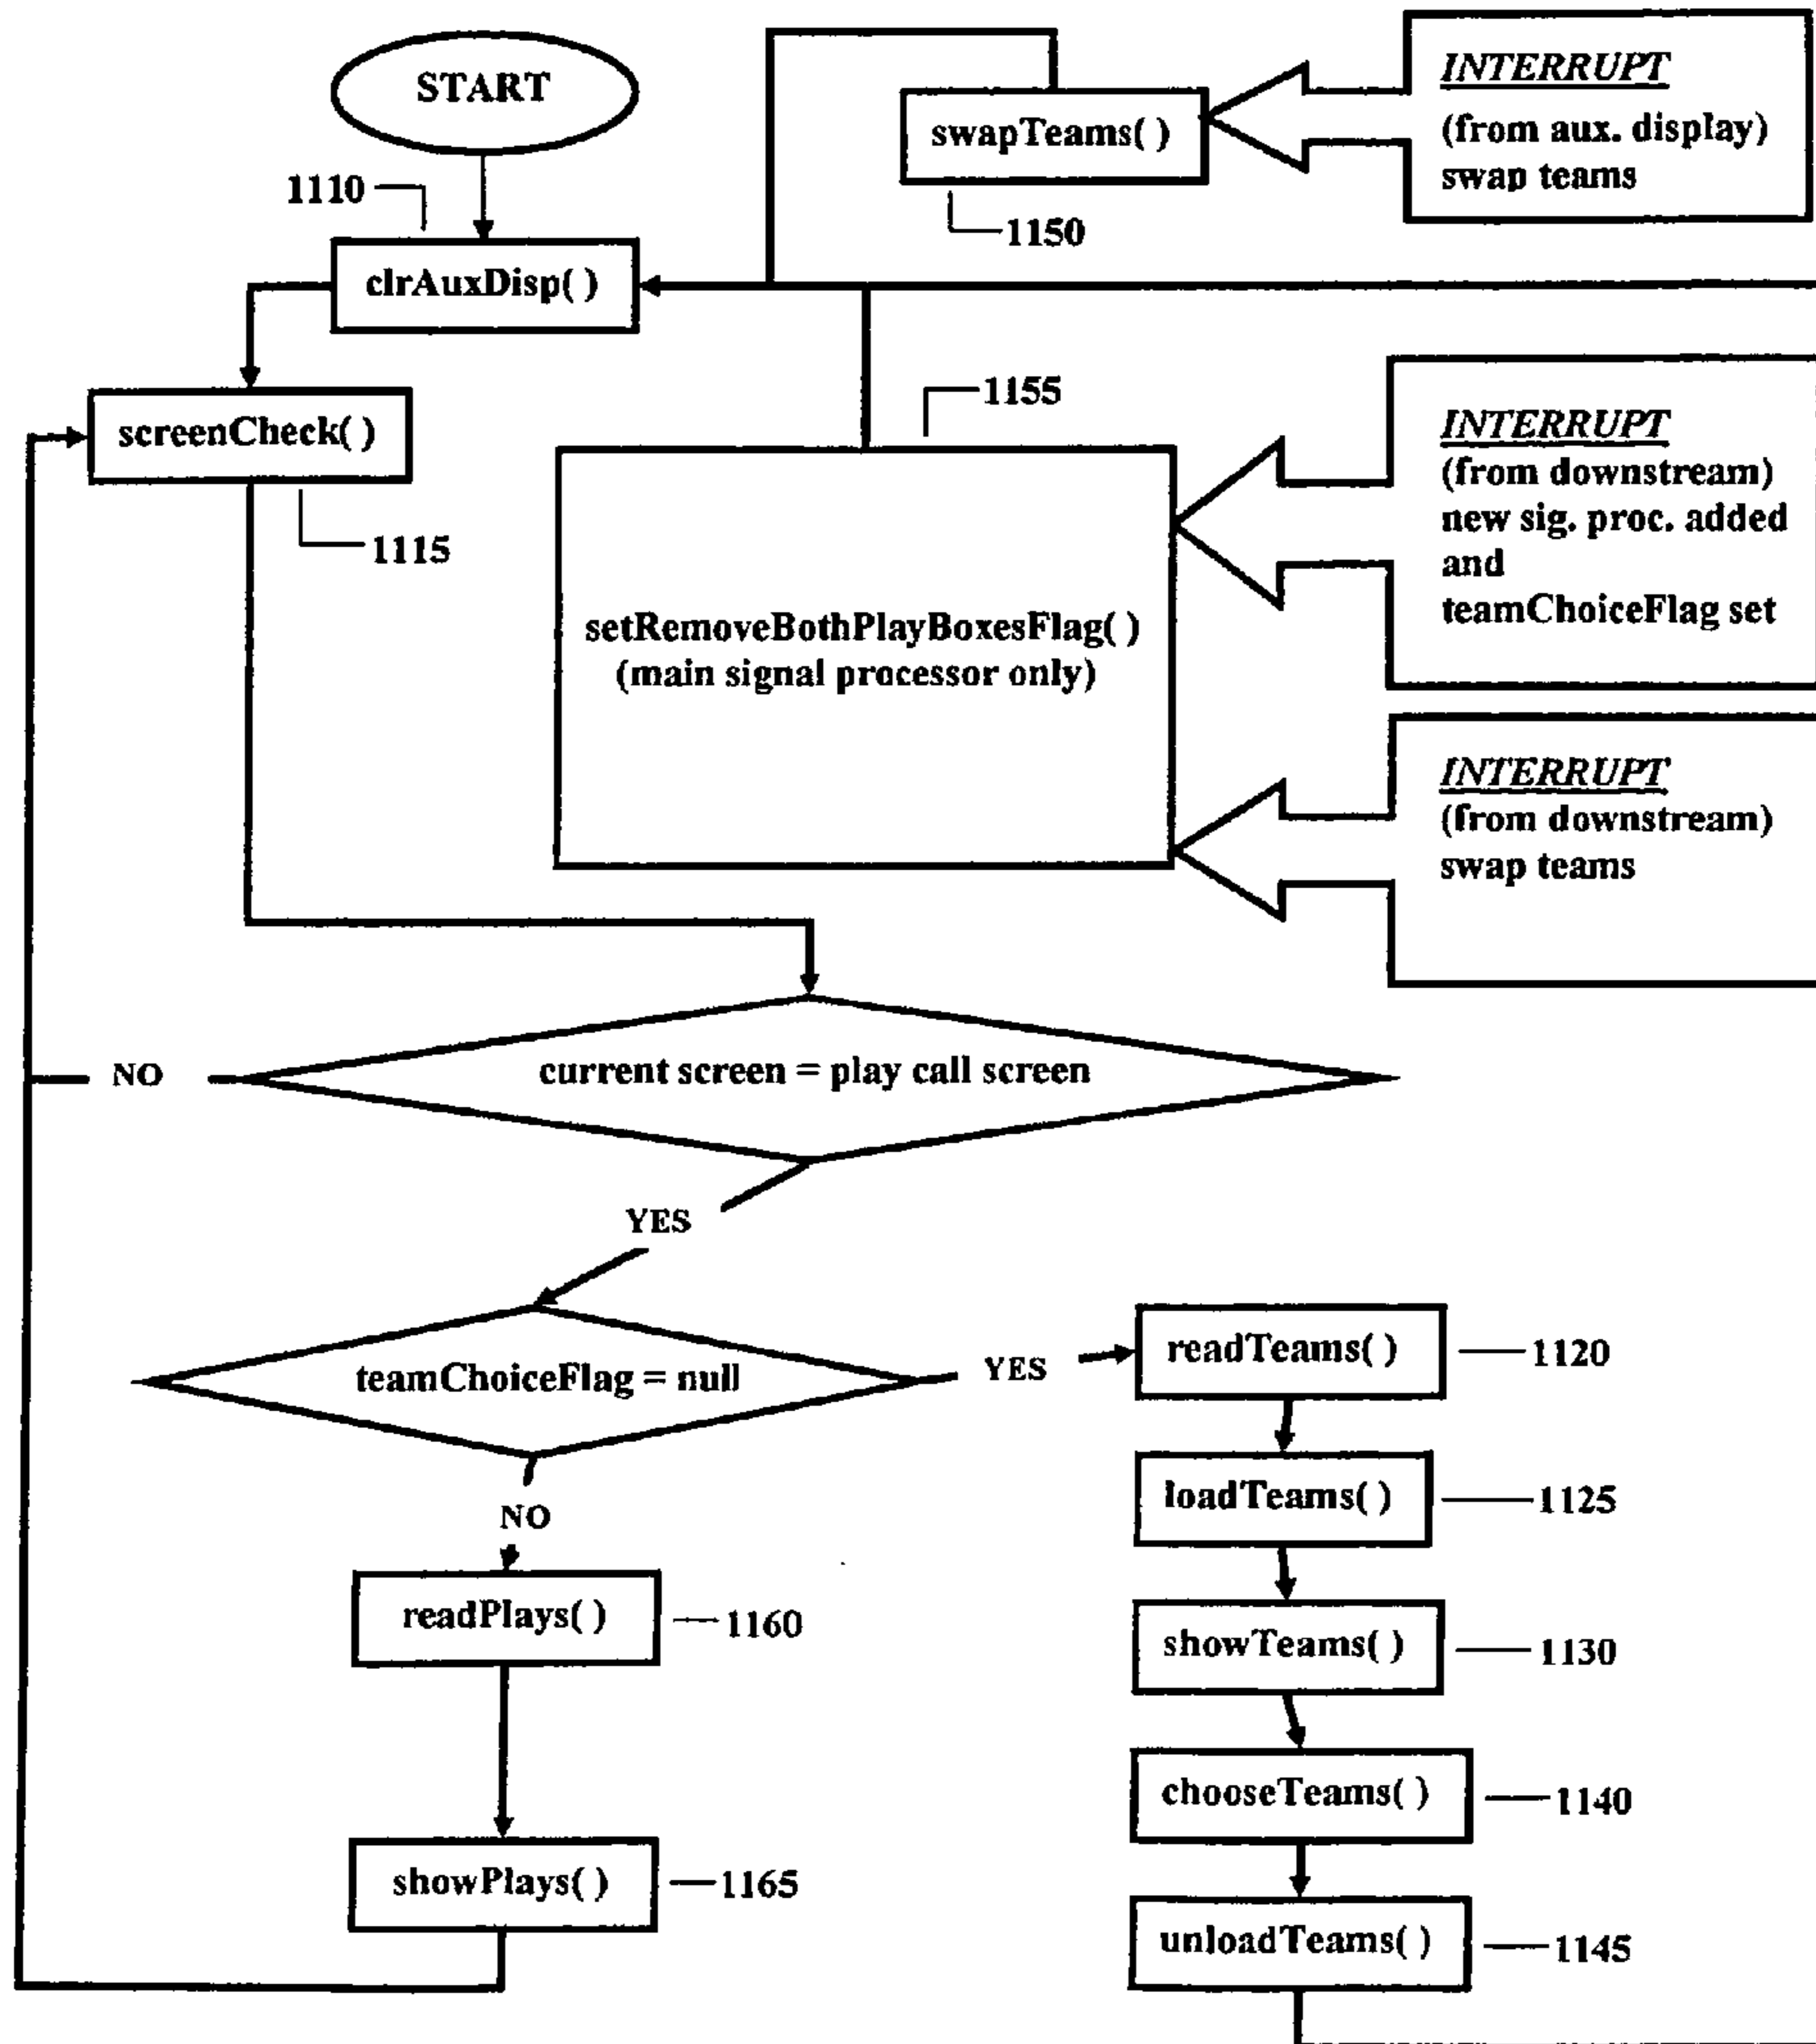 START
1110
clrAuxDisp( )
swapTeams( )
1150
INTERRUPT
(from aux. display)
swap teams
screenCheck( )
1115
1155
setRemoveBothPlayBoxesFlag( )
(main signal processor only)
INTERRUPT
(from downstream)
new sig. proc. added
and
teamChoiceFlag set
INTERRUPT
(from downstream)
swap teams
current screen = play call screen
NO
YES
teamChoiceFlag = null
YES
NO
readPlays( )
1160
showPlays( )
1165
readTeams( )
1120
loadTeams( )
1125
showTeams( )
1130
chooseTeams( )
1140
unloadTeams( )
1145